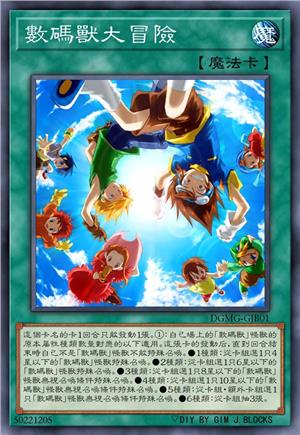 數碼獸大冒險
魔
【魔法卡】
DGMG-GIB01
這個卡名的卡1回合只能發動1張。①:自己場上的「數碼獸」怪獸的
原本屬性種類數量對應的以下適用。這張卡的發動后,直到回合結
束時自己不是「數碼獸」怪獸不能特殊召喚。●1種類:從卡組選1只4
星以下的「數碼獸」怪獸特殊召喚。●2種類:從卡組選1只6星以下的
「數碼獸」怪獸特殊召喚。●3種類:從卡組選1只8星以下的「數碼獸」
怪獸無視召喚條件特殊召喚。●4種類:從卡組選1只10星以下的「數
碼獸」怪獸無視召喚條件特殊召喚。●5種類:從卡組·額外卡組選1
只「數碼獸」怪獸無視召喚條件特殊召喚。●6種類:從卡組抽3張。
S0221205
DIY BY GIM J.BLOCKS